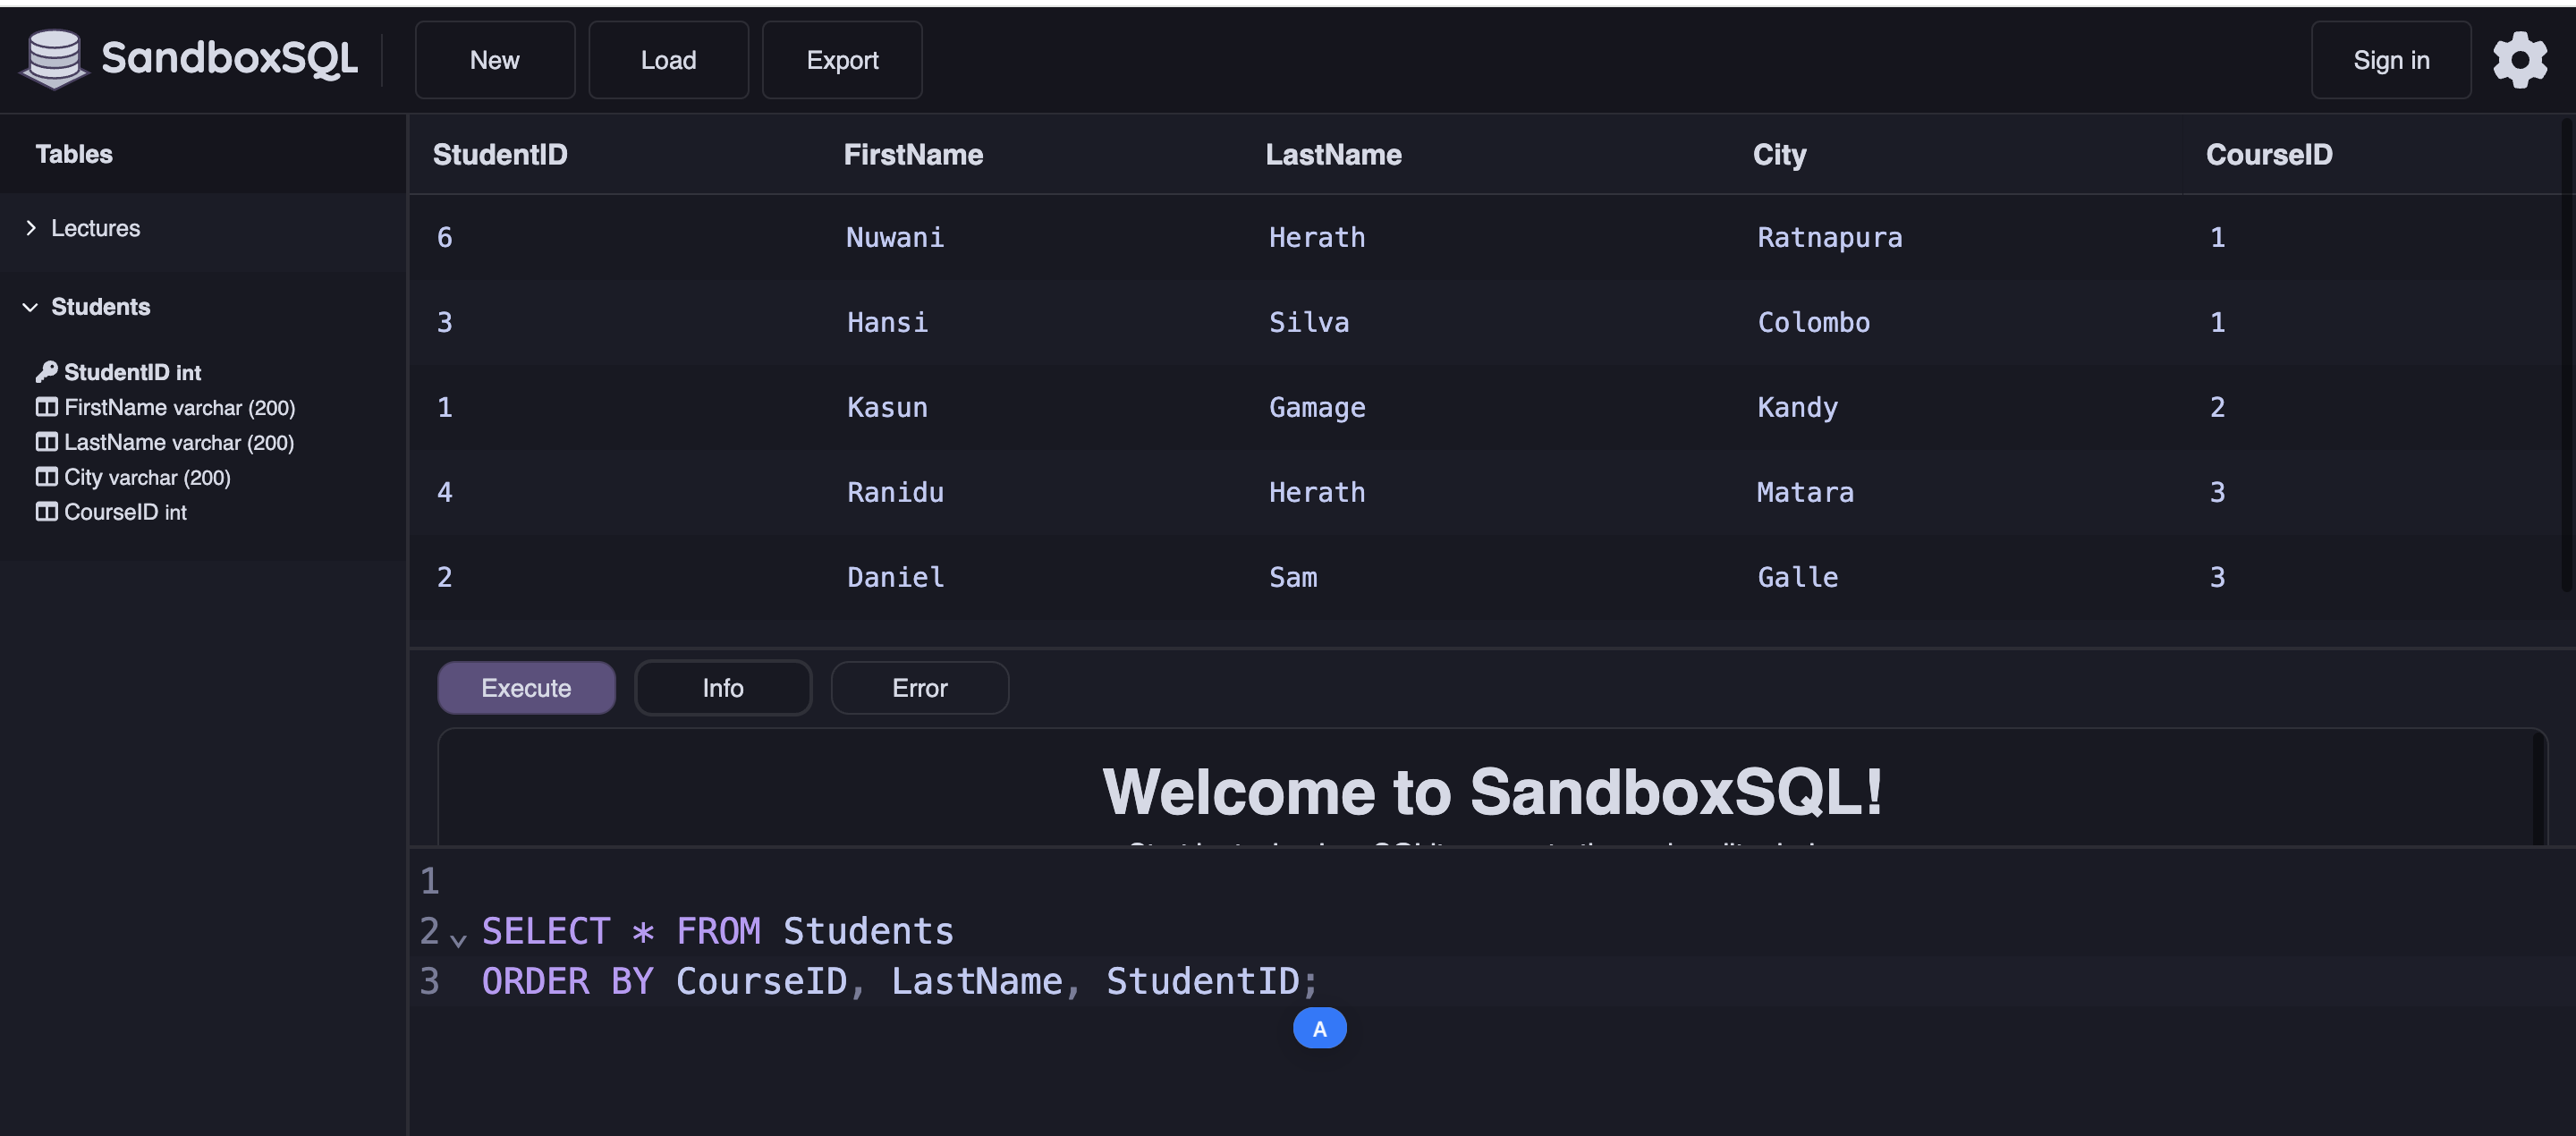 SandboxSQL New Load Export Sign in
Tables
Lectures
Students
StudentID int
FirstName varchar (200)
LastName varchar (200)
City varchar (200)
CourseID int
StudentID FirstName LastName City CourseID
6 Nuwani Herath Ratnapura 1
3 Hansi Silva Colombo 1
1 Kasun Gamage Kandy 2
4 Ranidu Herath Matara 3
2 Daniel Sam Galle 3
Execute Info Error
Welcome to SandboxSQL!
1
2 SELECT * FROM Students
3 ORDER BY CourseID, LastName, StudentID;
A